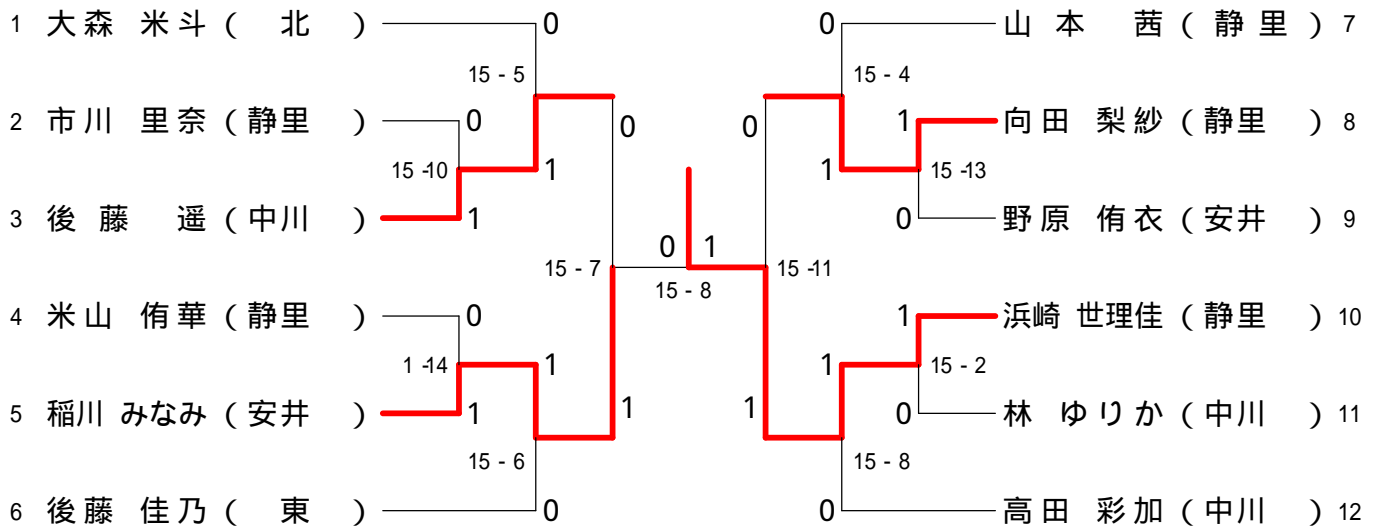 1 大森 米斗 ( 北 ) 0
0 山本 茜 ( 静里 ) 7
15 - 5
15 - 4
2 市川 里奈 ( 静里 ) 0
1 向田 梨紗 ( 静里 ) 8
0
0
15 -10
1
1
15 -13
3 後藤 遥 ( 中川 ) 1
0 野原 侑衣 ( 安井 ) 9
15 - 7
0 1
15 -11
15 - 8
4 米山 侑華 ( 静里 ) 0
1 浜崎 世理佳 ( 静里 ) 10
1 -14
1
1
15 - 2
5 稲川 みなみ ( 安井 ) 1
1
1
0 林 ゆりか ( 中川 ) 11
15 - 6
15 - 8
6 後藤 佳乃 ( 東 ) 0
0 高田 彩加 ( 中川 ) 12